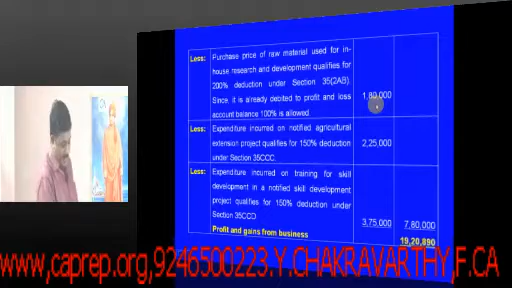 Less: Purchase price of raw material used for in-
house research and development qualifies for
200% deduction under Section 35(2AB).
Since, it is already debited to profit and loss
account balance 100% is allowed. 1,80,000
Less: Expenditure incurred on notified agricultural
extension project qualifies for 150% deduction 2,25,000
under Section 35CCC.
Less: Expenditure incurred on training for skill
development in a notified skill development
project qualifies for 150% deduction under
Section 35CCD 3,75,000 7,80,000
Profit and gains from business 19,20,890
www,caprep.org,9246500223.Y.CHAKRAVARTHY,F.CA